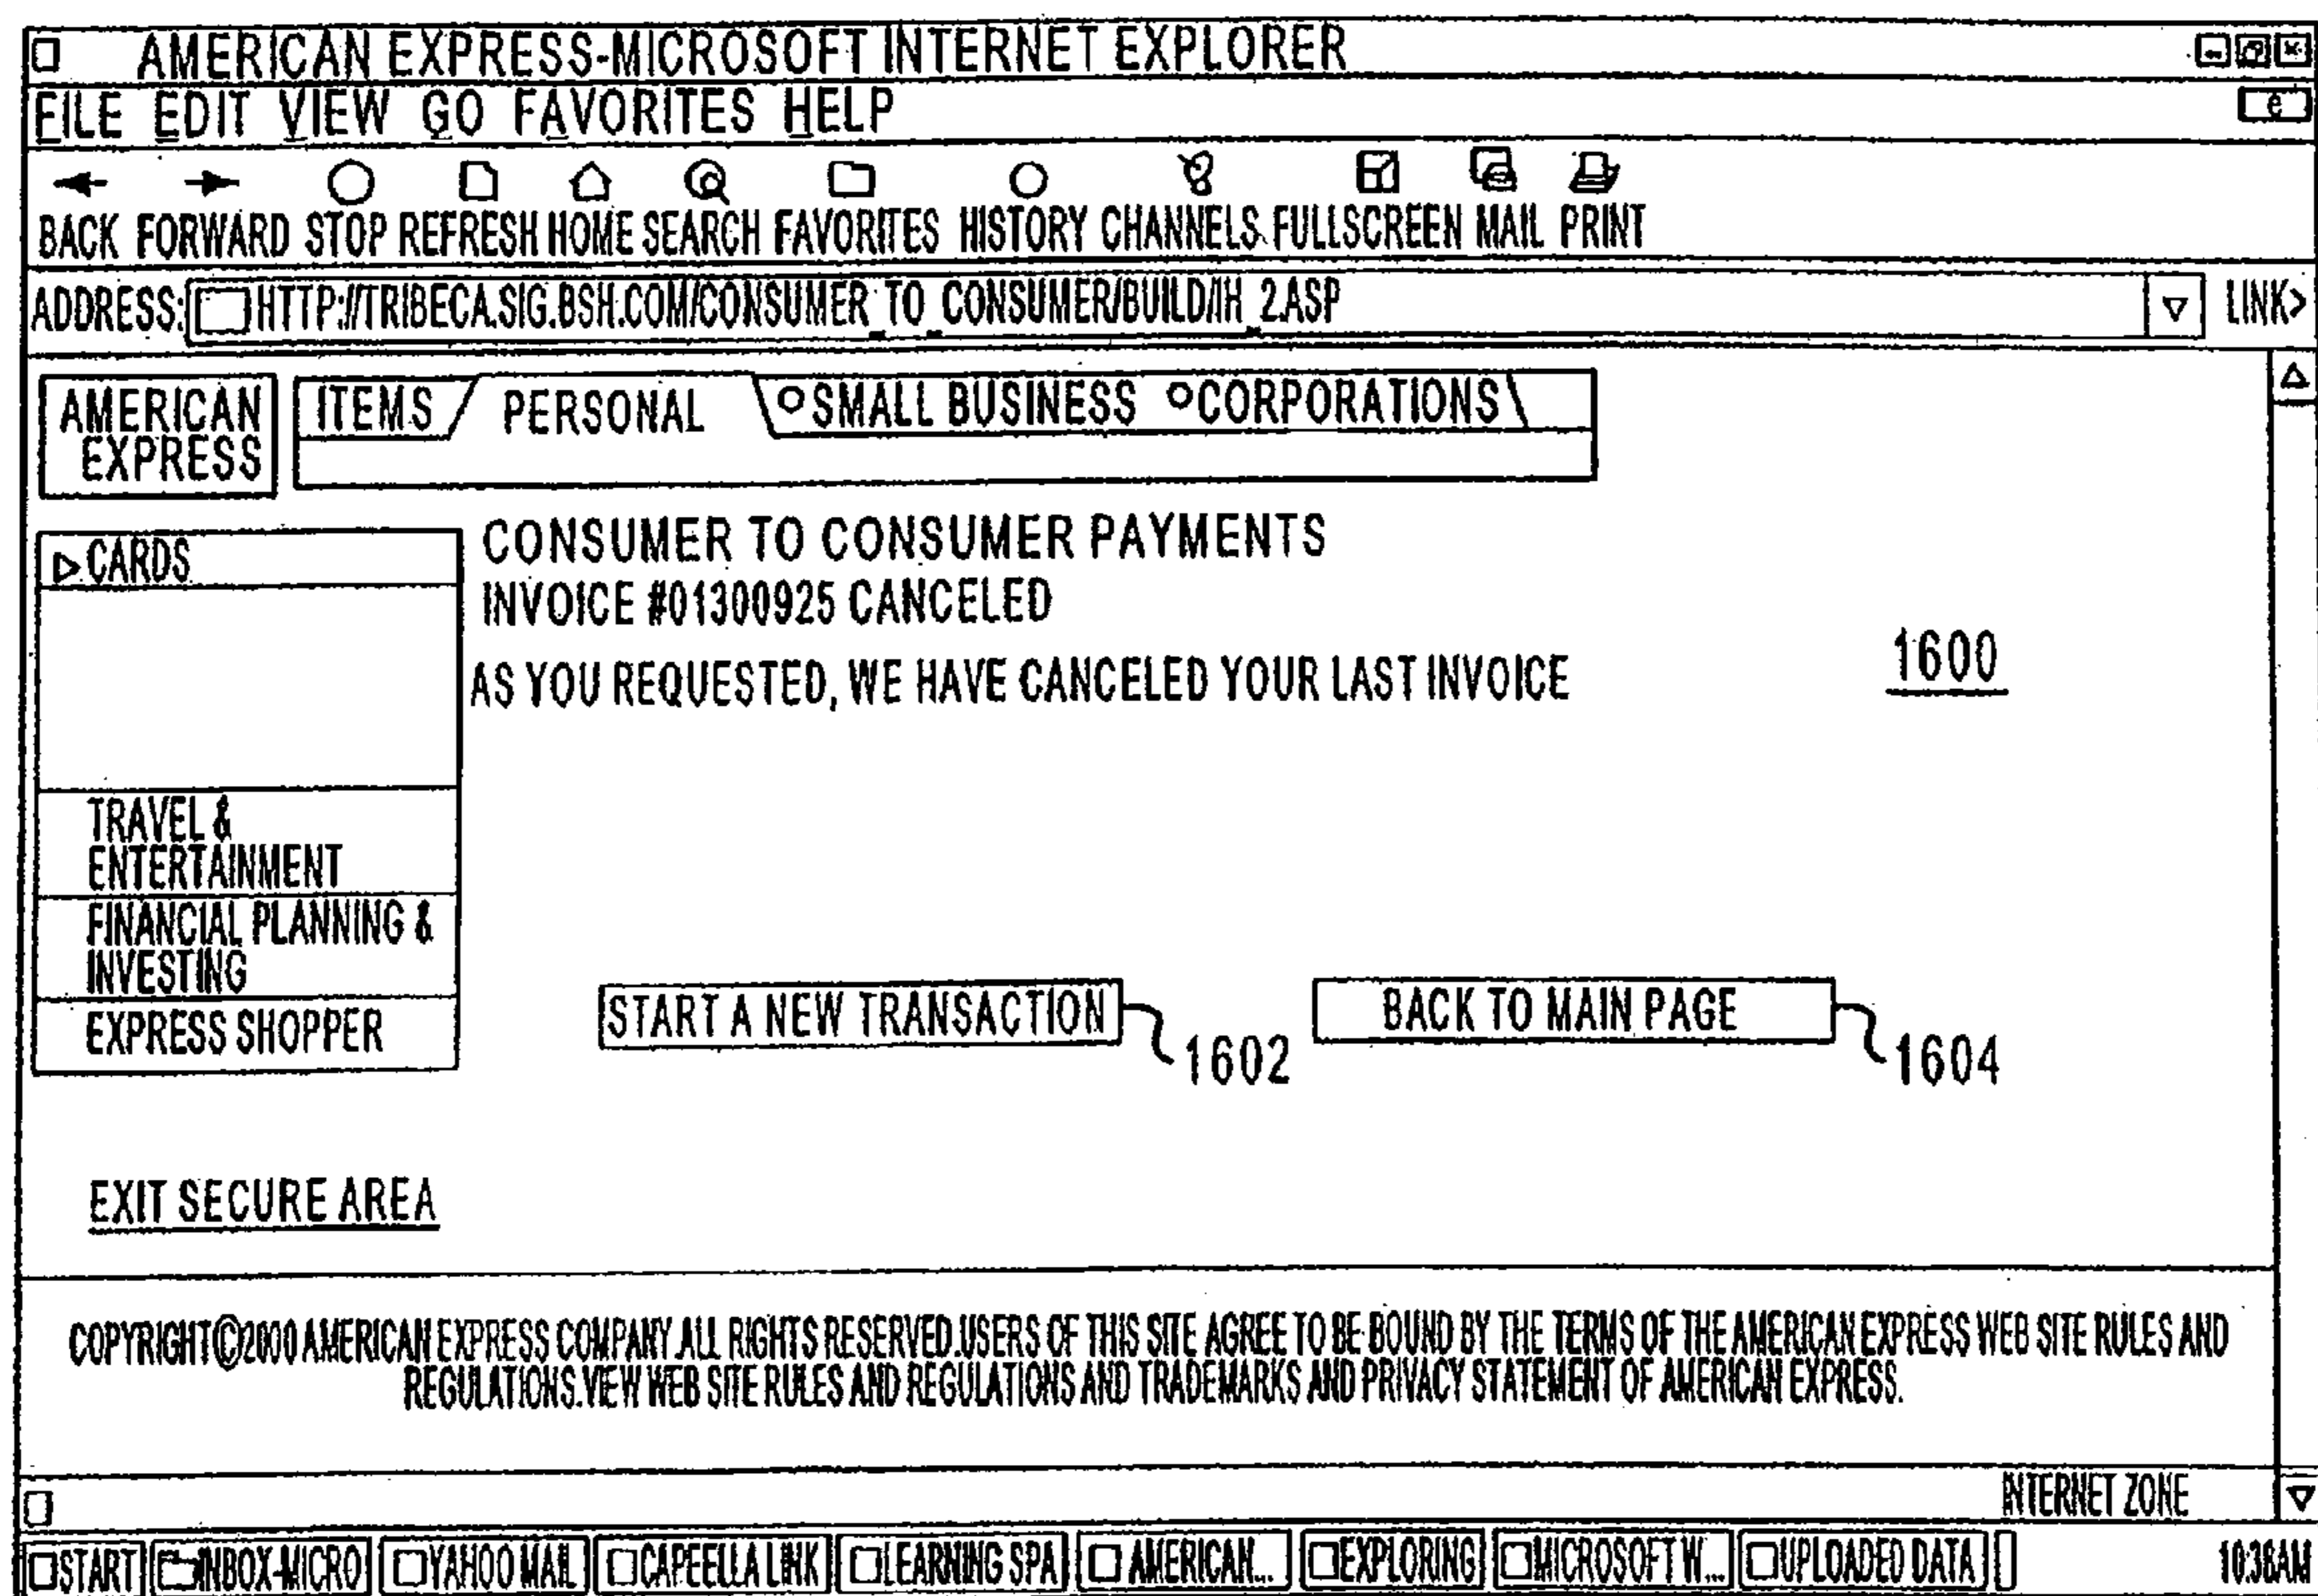 AMERICAN EXPRESS-MICROSOFT INTERNET EXPLORER
FILE EDIT VIEW GO FAVORITES HELP
e
BACK FORWARD STOP REFRESH HOME SEARCH FAVORITES HISTORY CHANNELS FULLSCREEN MAIL PRINT
ADDRESS: HTTP://TRIBECA.SIG.BSH.COM/CONSUMER_TO_CONSUMER/BUILD/IH_2.ASP LINK>
AMERICAN EXPRESS
ITEMS PERSONAL SMALL BUSINESS CORPORATIONS
CARDS
TRAVEL &
ENTERTAINMENT
FINANCIAL PLANNING &
INVESTING
EXPRESS SHOPPER
CONSUMER TO CONSUMER PAYMENTS
INVOICE #01300925 CANCELED
AS YOU REQUESTED, WE HAVE CANCELED YOUR LAST INVOICE
1600
START A NEW TRANSACTION
1602
BACK TO MAIN PAGE
1604
EXIT SECURE AREA
COPYRIGHT©2000 AMERICAN EXPRESS COMPANY.ALL RIGHTS RESERVED.USERS OF THIS SITE AGREE TO BE BOUND BY THE TERMS OF THE AMERICAN EXPRESS WEB SITE RULES AND
REGULATIONS.VIEW WEB SITE RULES AND REGULATIONS AND TRADEMARKS AND PRIVACY STATEMENT OF AMERICAN EXPRESS.
INTERNET ZONE
START INBOX-MICRO YAHOO MAIL CAPEELLA LINK LEARNING SPA AMERICAN... EXPLORING MICROSOFT W... UPLOADED DATA 10:38AM